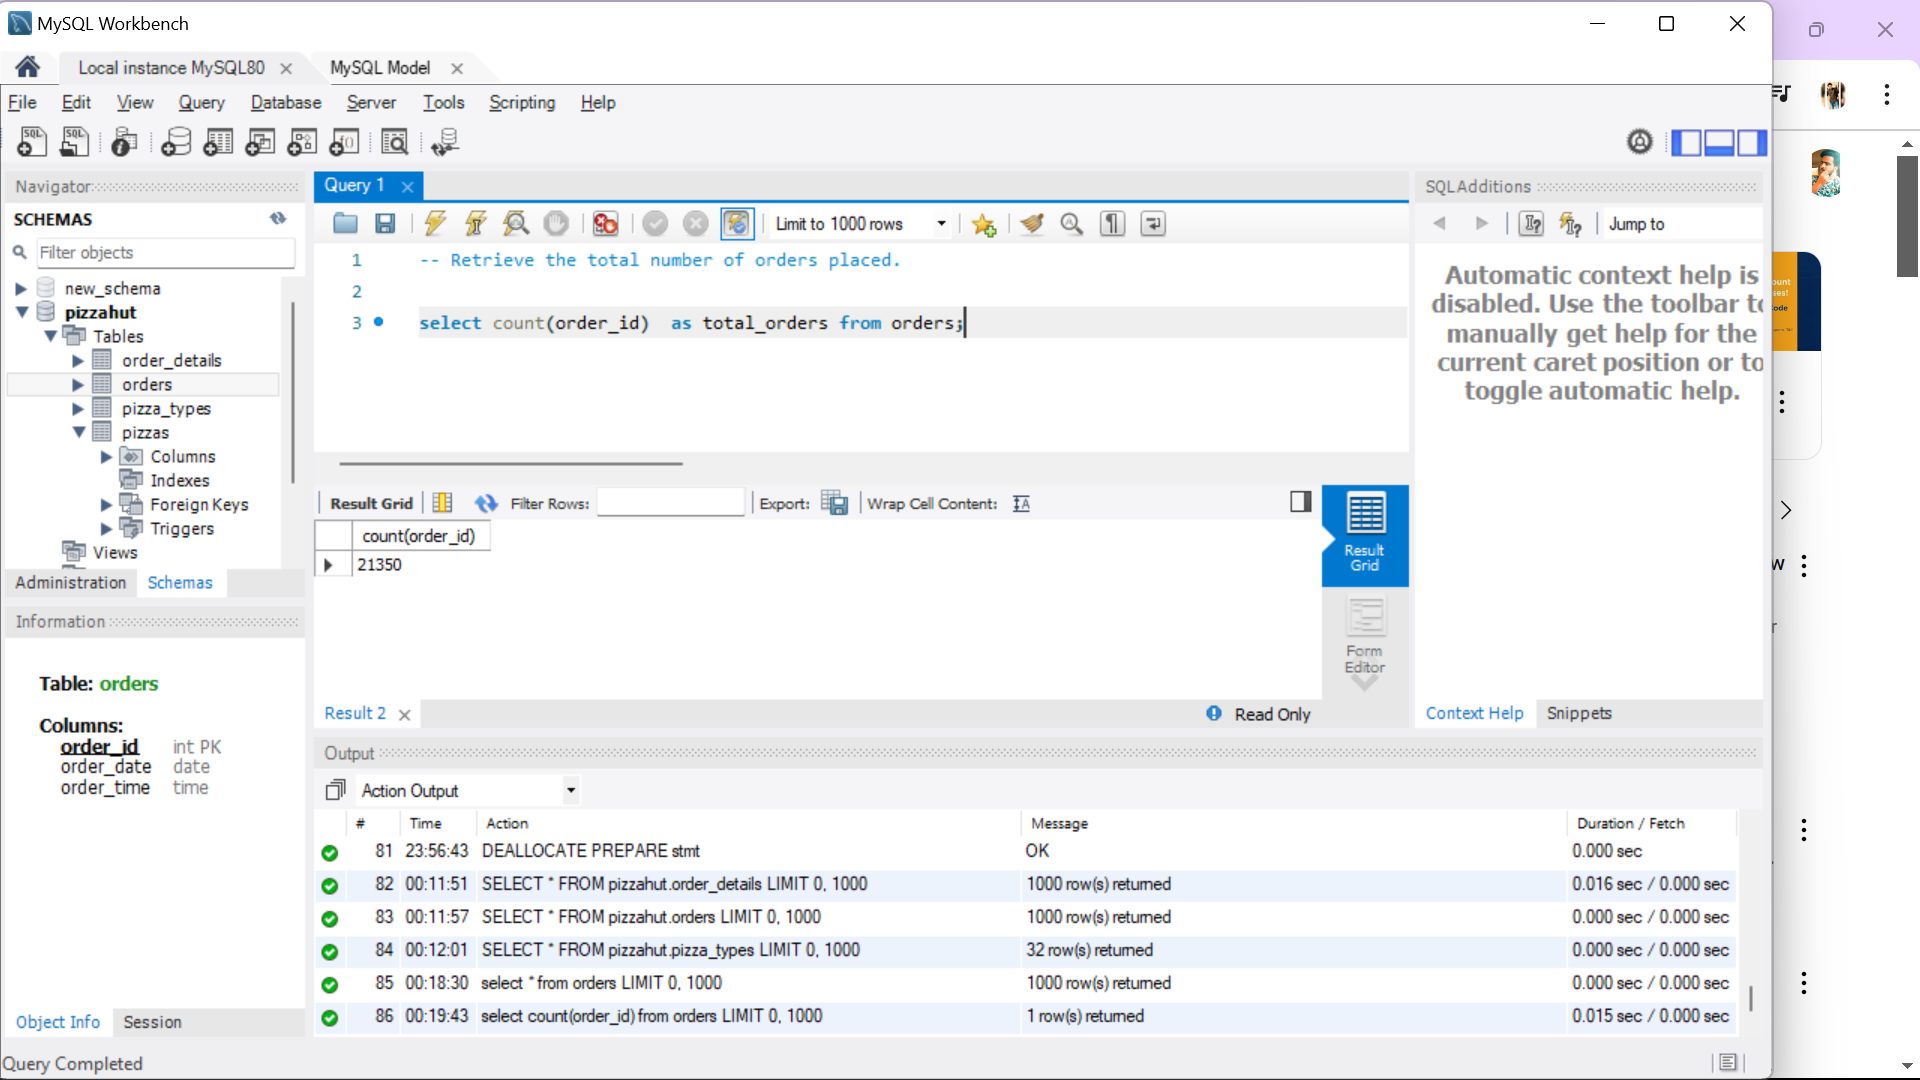 MySQL Workbench
Local instance MySQL80
MySQL Model
File Edit View Query Database Server Tools Scripting Help
Navigator
SCHEMAS
Filter objects
new_schema
pizzahut
Tables
order_details
orders
pizza_types
pizzas
Columns
Indexes
Foreign Keys
Triggers
Views
Administration Schemas
Information
Table: orders
Columns:
order_id int PK
order_date date
order_time time
Object Info Session
Query Completed
Query 1
Limit to 1000 rows
1 -- Retrieve the total number of orders placed.
2
3 select count(order_id)  as total_orders from orders;
Result Grid Filter Rows: Export: Wrap Cell Content:
count(order_id)
21350
Result Grid
Form Editor
Result 2 Read Only
SQLAdditions
Jump to
Automatic context help is
disabled. Use the toolbar to
manually get help for the
current caret position or to
toggle automatic help.
Context Help Snippets
Output
Action Output
# Time Action Message Duration / Fetch
81 23:56:43 DEALLOCATE PREPARE stmt OK 0.000 sec
82 00:11:51 SELECT * FROM pizzahut.order_details LIMIT 0, 1000 1000 row(s) returned 0.016 sec / 0.000 sec
83 00:11:57 SELECT * FROM pizzahut.orders LIMIT 0, 1000 1000 row(s) returned 0.000 sec / 0.000 sec
84 00:12:01 SELECT * FROM pizzahut.pizza_types LIMIT 0, 1000 32 row(s) returned 0.000 sec / 0.000 sec
85 00:18:30 select * from orders LIMIT 0, 1000 1000 row(s) returned 0.000 sec / 0.000 sec
86 00:19:43 select count(order_id) from orders LIMIT 0, 1000 1 row(s) returned 0.015 sec / 0.000 sec